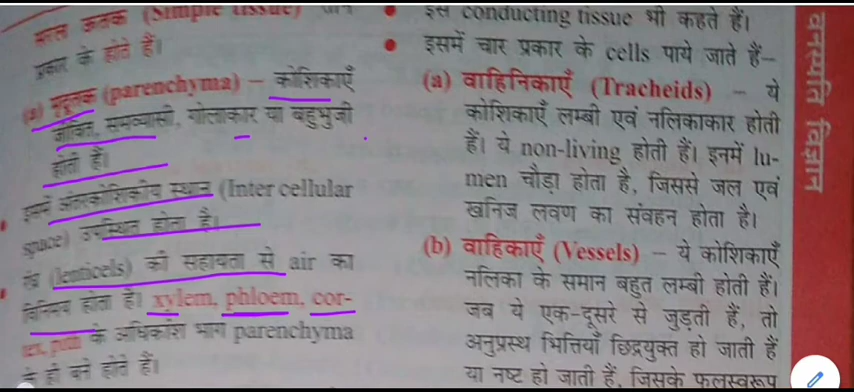 सरल ऊतक (Simple tissue)
प्रकार के होते हैं।
(a) मृदूतक (parenchyma) – कोशिकाएँ
जीवित, समव्यासी, गोलाकार या बहुभुजी
होती हैं।
इसमें अंतरकोशिकीय स्थान (Inter cellular
space) उपस्थित होता है।
(lenticels) की सहायता से air का
विनिमय होता है। xylem, phloem, cor-
tex, pith के अधिकांश भाग parenchyma
के ही बने होते हैं।
इसे conducting tissue भी कहते हैं।
इसमें चार प्रकार के cells पाये जाते हैं–
(a) वाहिनिकाएँ (Tracheids) – ये
कोशिकाएँ लम्बी एवं नलिकाकार होती
हैं। ये non-living होती हैं। इनमें lu-
men चौड़ा होता है, जिससे जल एवं
खनिज लवण का संवहन होता है।
(b) वाहिकाएँ (Vessels) – ये कोशिकाएँ
नलिका के समान बहुत लम्बी होती हैं।
जब ये एक-दूसरे से जुड़ती हैं, तो
अनुप्रस्थ भित्तियाँ छिद्रयुक्त हो जाती हैं
या नष्ट हो जाती हैं, जिसके फलस्वरूप
वनस्पति विज्ञान